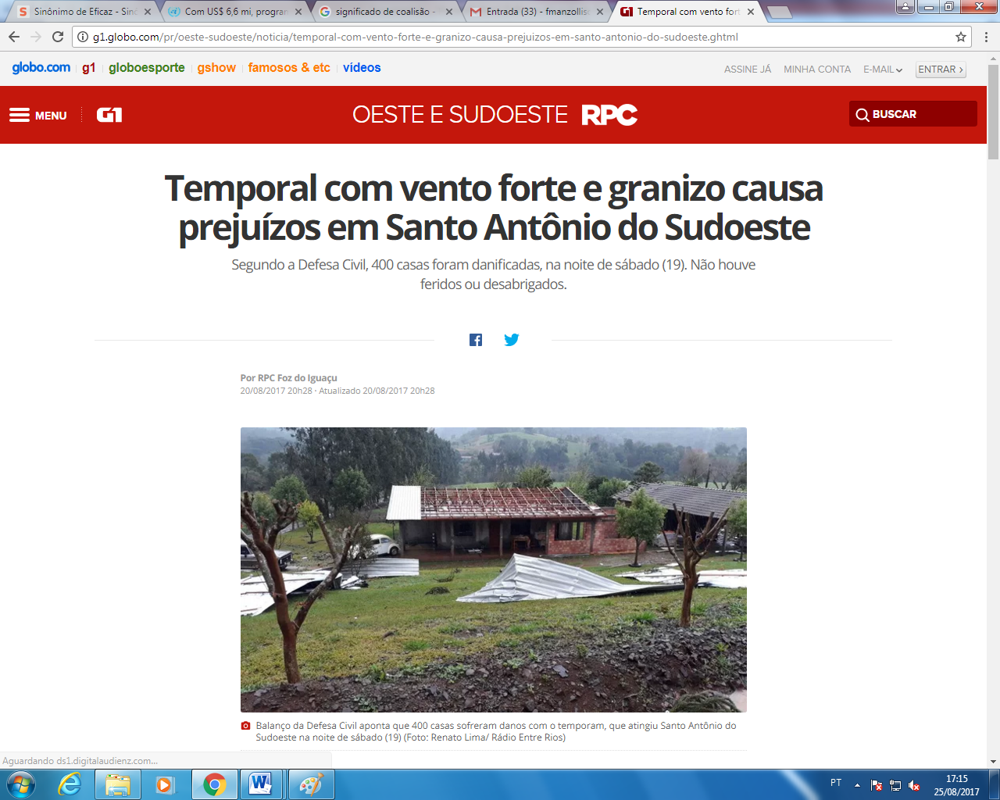 Sinônimo de Eficaz - Sinô
Com US$ 6,6 mi, program
significado de coalisão -
Entrada (33) - fmanzollis
Temporal com vento fort
g1.globo.com/pr/oeste-sudoeste/noticia/temporal-com-vento-forte-e-granizo-causa-prejuizos-em-santo-antonio-do-sudoeste.ghtml
globo.com g1 globoesporte gshow famosos & etc vídeos
ASSINE JÁ MINHA CONTA E-MAIL ENTRAR ›
MENU G1 OESTE E SUDOESTE RPC BUSCAR
Temporal com vento forte e granizo causa
prejuízos em Santo Antônio do Sudoeste
Segundo a Defesa Civil, 400 casas foram danificadas, na noite de sábado (19). Não houve
feridos ou desabrigados.
Por RPC Foz do Iguaçu
20/08/2017 20h28 · Atualizado 20/08/2017 20h28
Balanço da Defesa Civil aponta que 400 casas sofreram danos com o temporam, que atingiu Santo Antônio do
Sudoeste na noite de sábado (19) (Foto: Renato Lima/ Rádio Entre Rios)
Aguardando ds1.digitalaudienz.com...
PT
17:15
25/08/2017